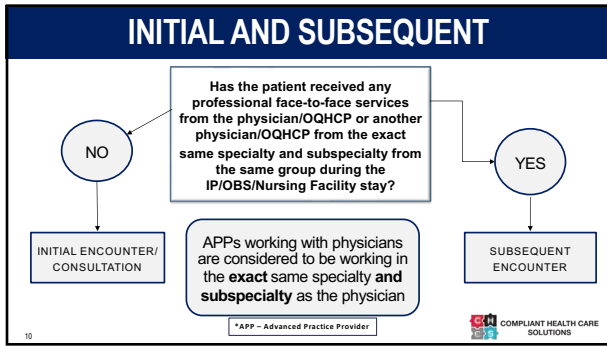 INITIAL AND SUBSEQUENT
Has the patient received any
professional face-to-face services
from the physician/OQHCP or another
physician/OQHCP from the exact
same specialty and subspecialty from
the same group during the
IP/OBS/Nursing Facility stay?
NO
YES
INITIAL ENCOUNTER/
CONSULTATION
APPs working with physicians
are considered to be working in
the exact same specialty and
subspecialty as the physician
SUBSEQUENT
ENCOUNTER
*APP – Advanced Practice Provider
10
CH
CS
COMPLIANT HEALTH CARE
SOLUTIONS